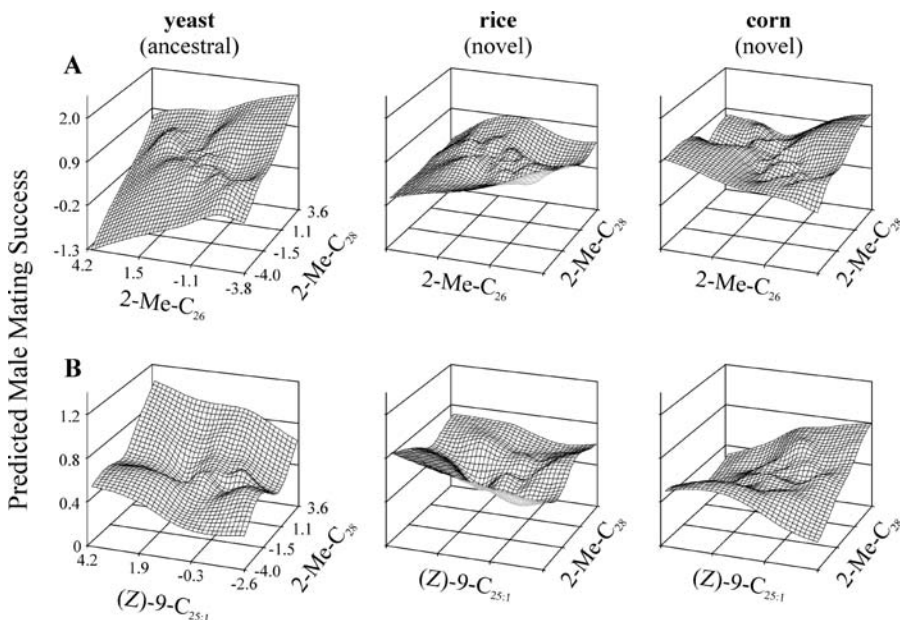 yeast
(ancestral)
rice
(novel)
corn
(novel)
A
2.0
0.9
-0.2
-1.3
4.2
1.5
-1.1
-3.8
2-Me-C26
3.6
1.1
-1.5
-4.0
2-Me-C28
2-Me-C26
2-Me-C28
2-Me-C26
2-Me-C28
Predicted Male Mating Success
B
1.2
0.8
0.4
0
4.2
1.9
-0.3
-2.6
(Z)-9-C25:1
3.6
1.1
-1.5
-4.0
2-Me-C28
(Z)-9-C25:1
2-Me-C28
(Z)-9-C25:1
2-Me-C28